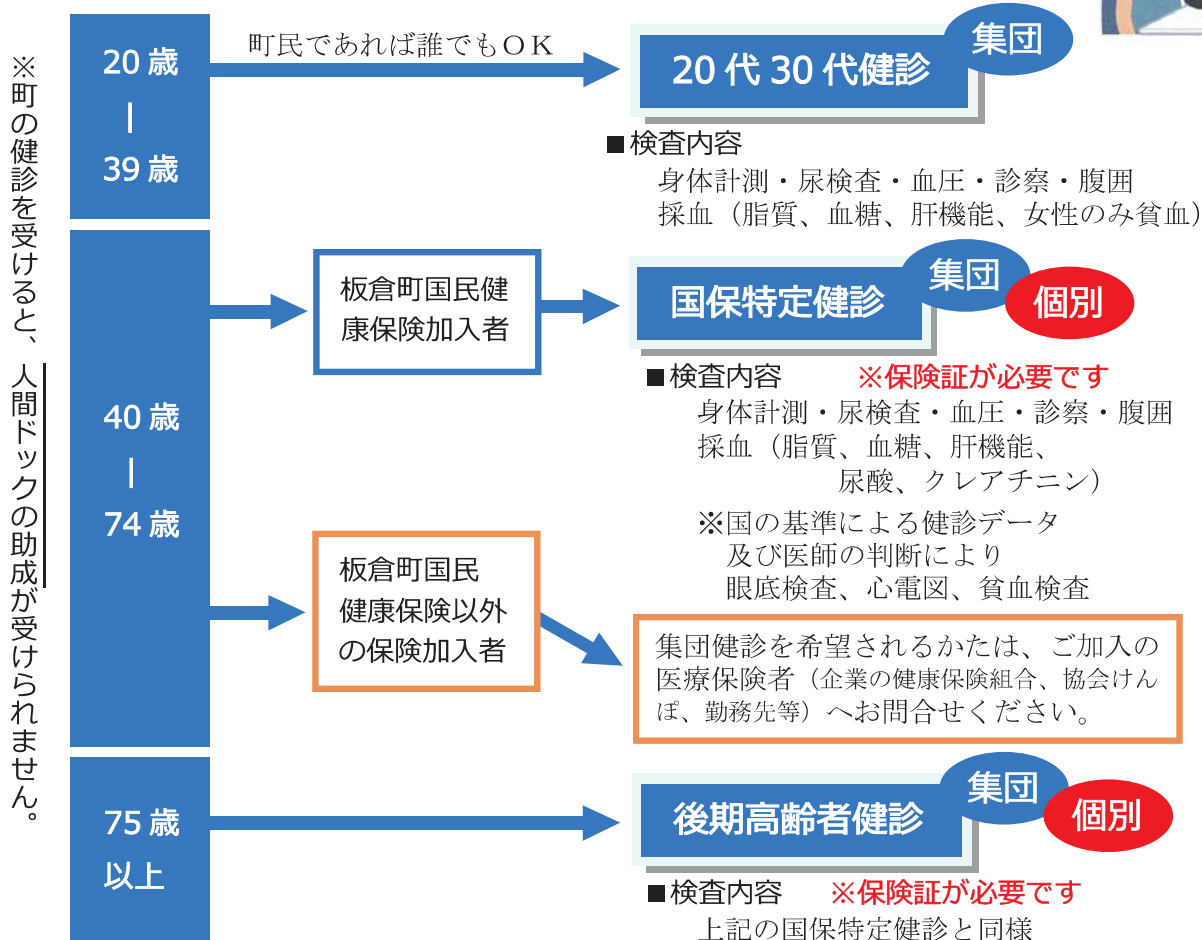 ※町の健診を受けると、人間ドックの助成が受けられません。
20歳
|
39歳
町民であれば誰でもOK
20代30代健診
集団
■検査内容
身体計測・尿検査・血圧・診察・腹囲
採血（脂質、血糖、肝機能、女性のみ貧血）
40歳
|
74歳
板倉町国民健
康保険加入者
国保特定健診
集団
個別
■検査内容 ※保険証が必要です
身体計測・尿検査・血圧・診察・腹囲
採血（脂質、血糖、肝機能、
尿酸、クレアチニン）
※国の基準による健診データ
及び医師の判断により
眼底検査、心電図、貧血検査
板倉町国民
健康保険以外
の保険加入者
集団健診を希望されるかたは、ご加入の
医療保険者（企業の健康保険組合、協会けん
ぽ、勤務先等）へお問合せください。
75歳
以上
後期高齢者健診
集団
個別
■検査内容 ※保険証が必要です
上記の国保特定健診と同様